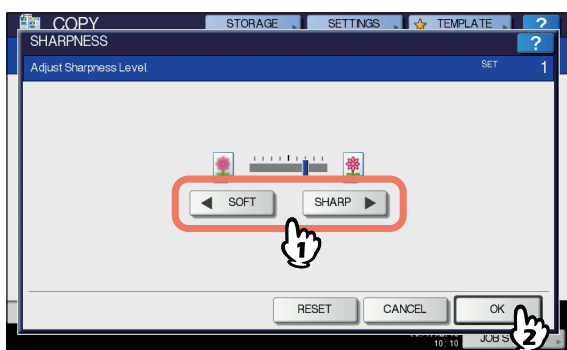 COPY
STORAGE
SETTINGS
TEMPLATE
?
SHARPNESS
?
Adjust Sharpness Level
SET 1
SOFT
SHARP
1
RESET
CANCEL
OK
2
10:10
JOB S